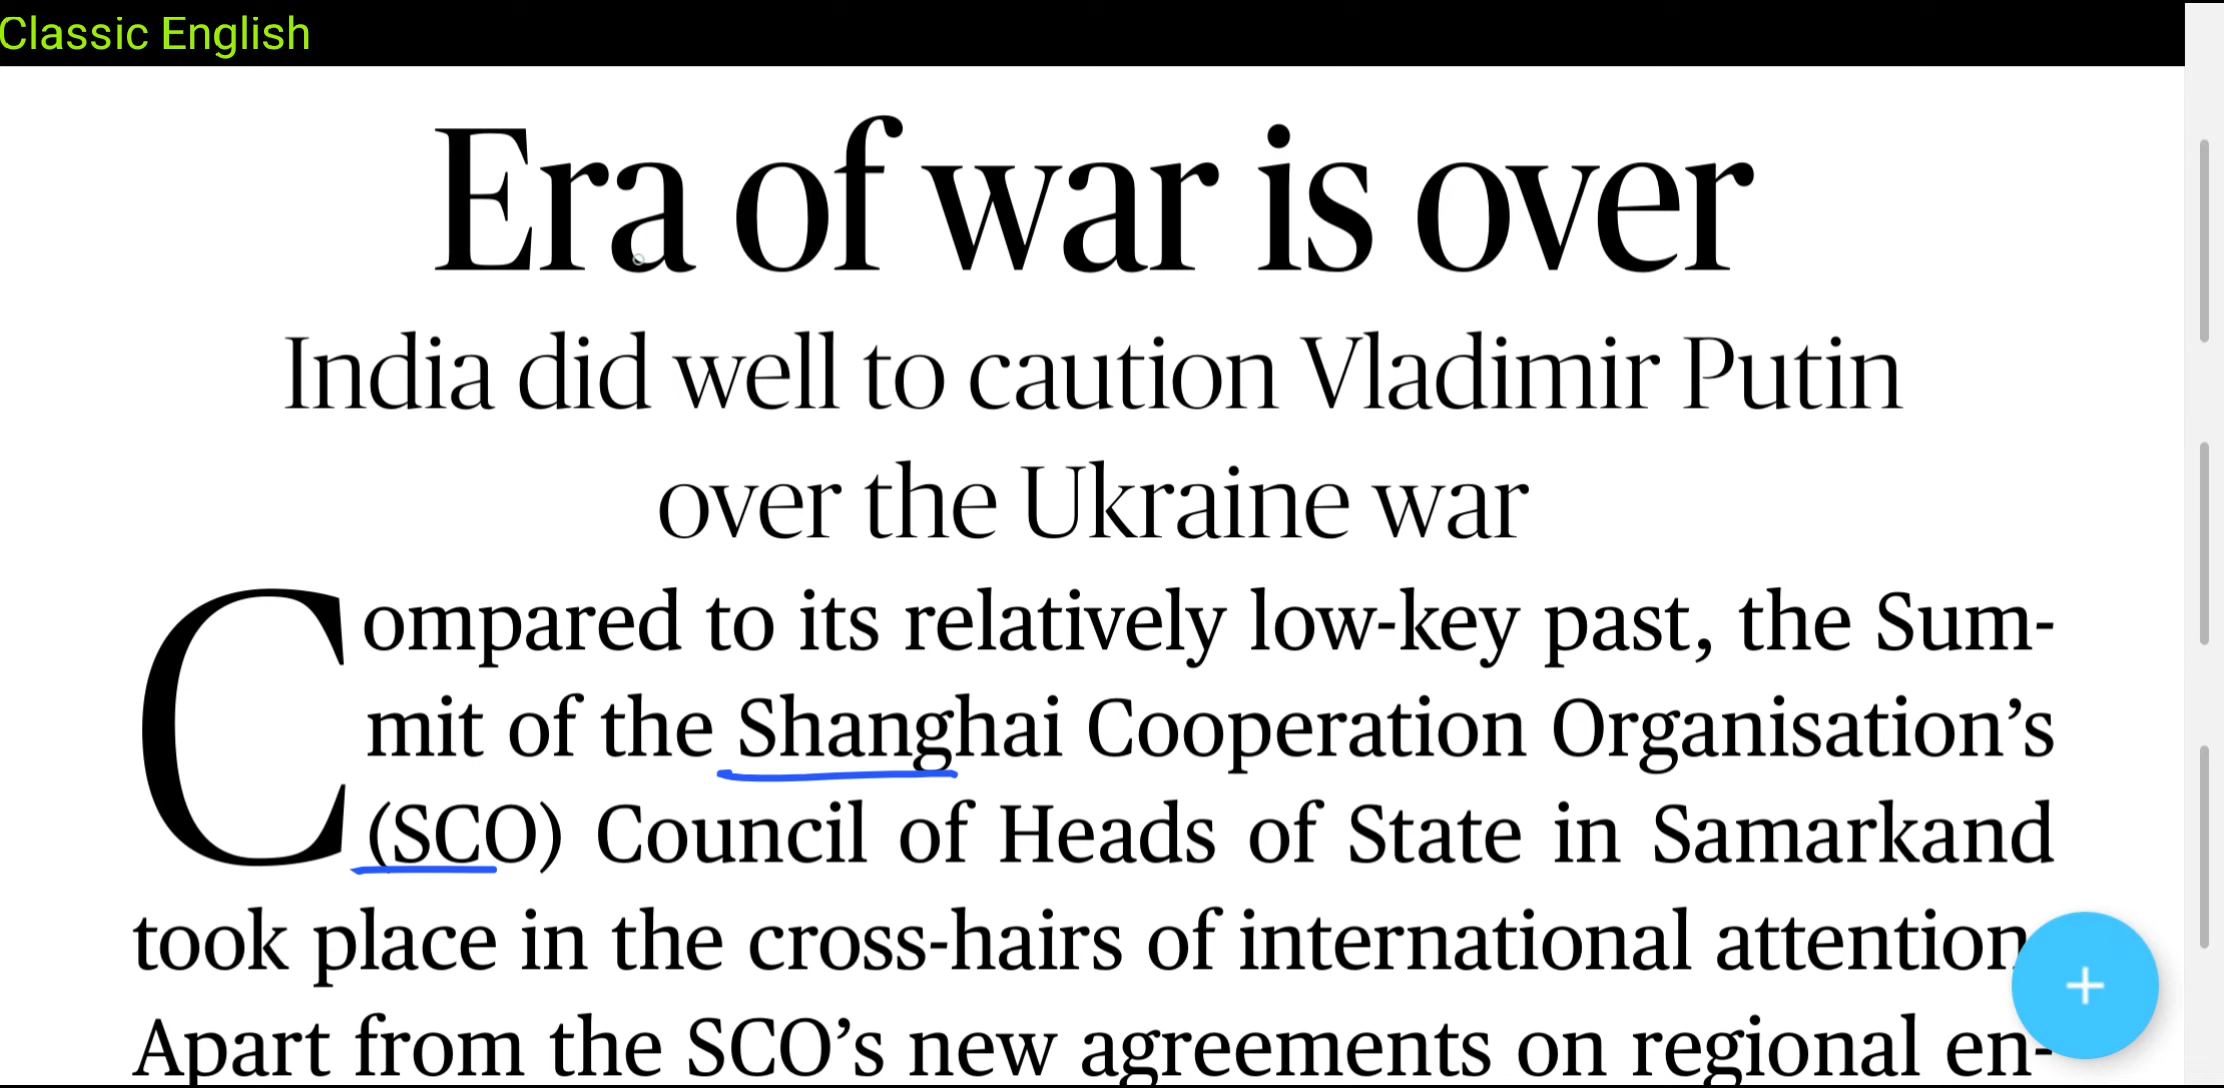 Classic English
Era of war is over
India did well to caution Vladimir Putin
over the Ukraine war
Compared to its relatively low-key past, the Sum-
mit of the Shanghai Cooperation Organisation’s
(SCO) Council of Heads of State in Samarkand
took place in the cross-hairs of international attention
Apart from the SCO’s new agreements on regional en-